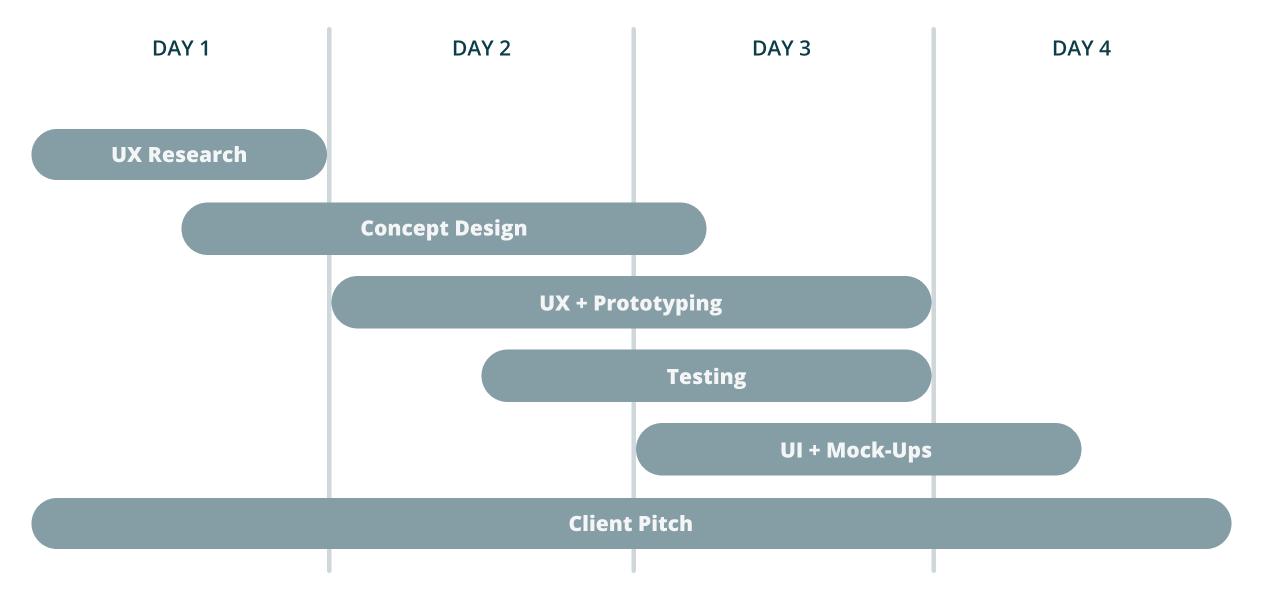 DAY 1
DAY 2
DAY 3
DAY 4
UX Research
Concept Design
UX + Prototyping
Testing
UI + Mock-Ups
Client Pitch